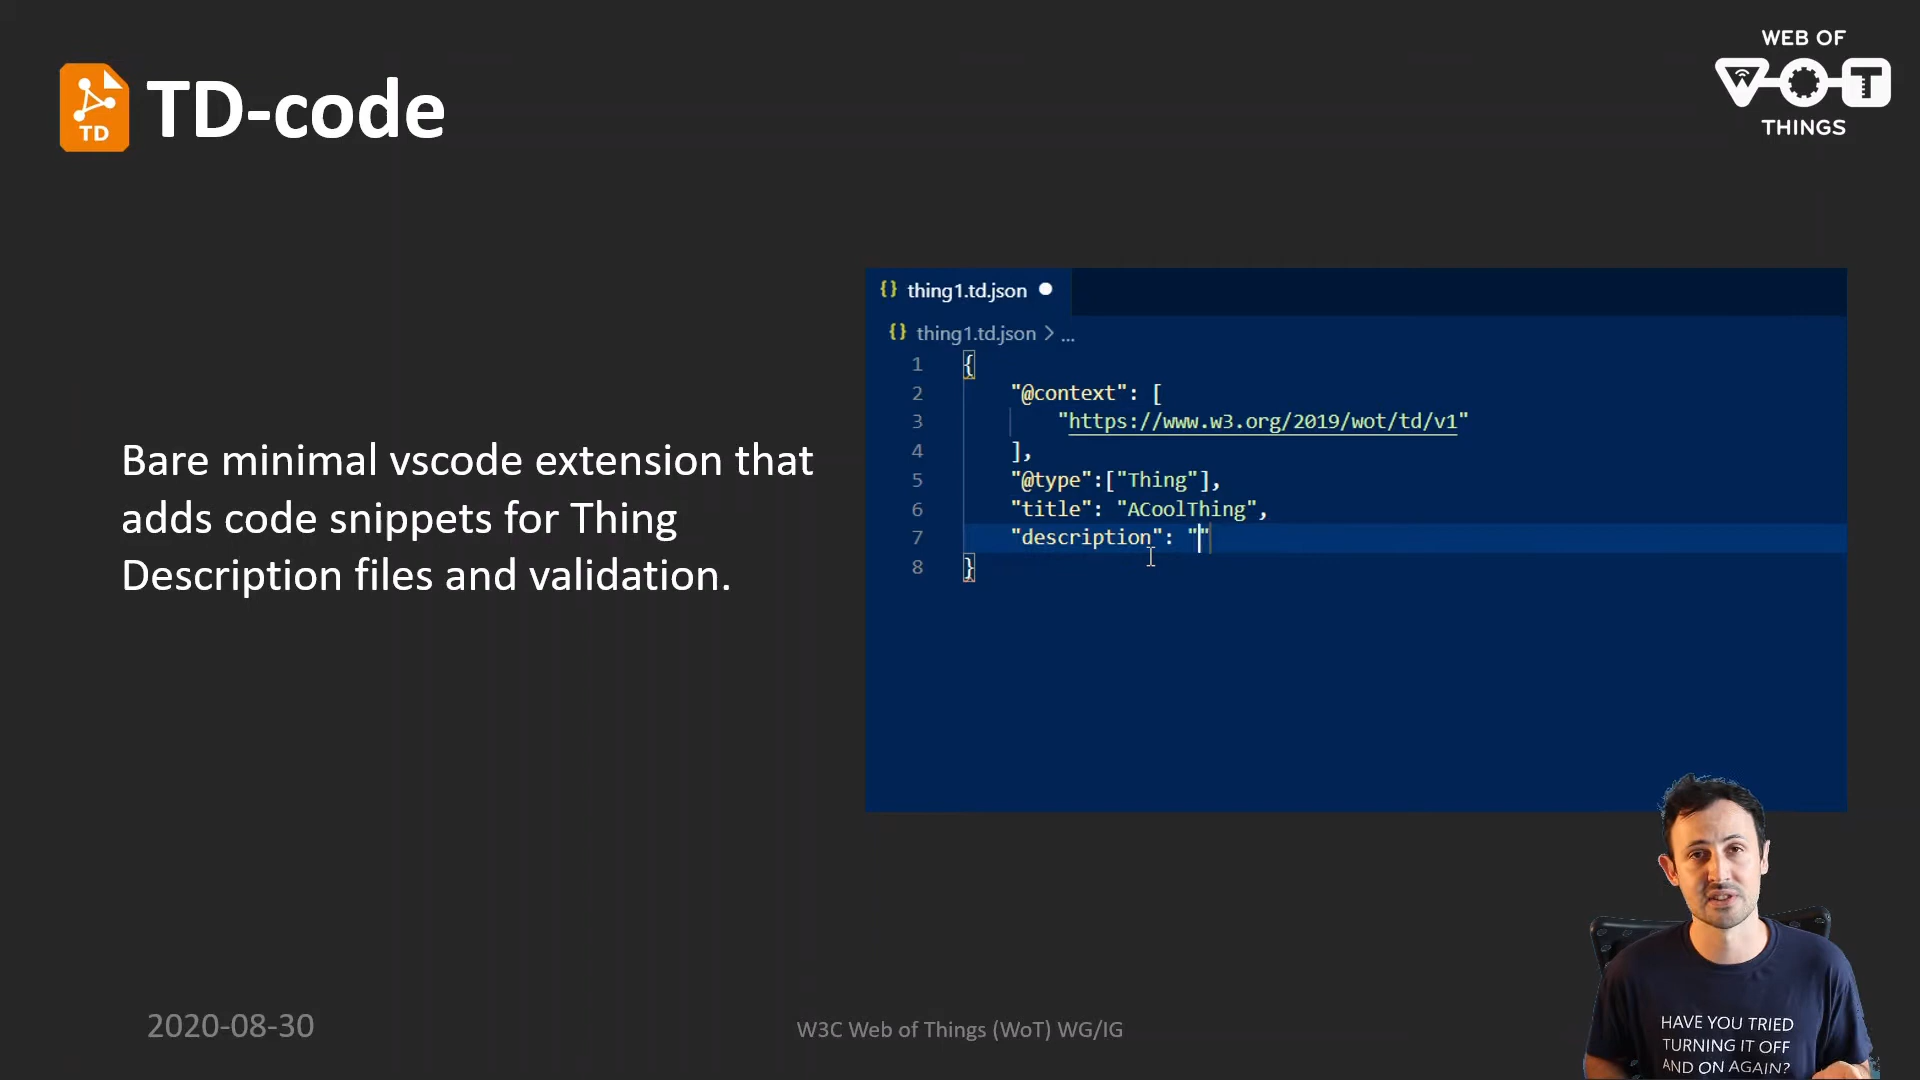 WEB OF
WOT
THINGS
TD
TD-code
Bare minimal vscode extension that
adds code snippets for Thing
Description files and validation.
{} thing1.td.json
{} thing1.td.json > ...
1 {
2 "@context": [
3 "https://www.w3.org/2019/wot/td/v1"
4 ],
5 "@type":["Thing"],
6 "title": "ACoolThing",
7 "description": ""
8 }
HAVE YOU TRIED
TURNING IT OFF
AND ON AGAIN?
2020-08-30
W3C Web of Things (WoT) WG/IG